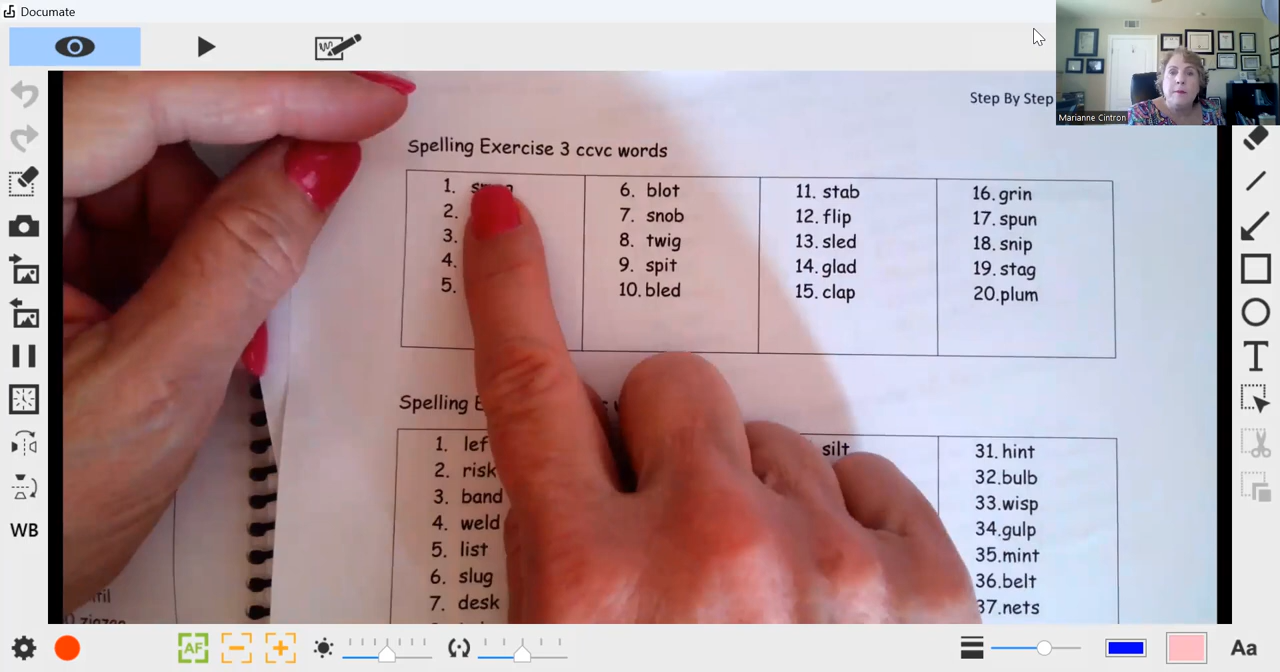 Documate
Marianne Cintron
Step By Step
Spelling Exercise 3 ccvc words
1.
2.
3.
4.
5.
6. blot
7. snob
8. twig
9. spit
10. bled
11. stab
12. flip
13. sled
14. glad
15. clap
16. grin
17. spun
18. snip
19. stag
20. plum
Spelling
1. lef
2. risk
3. band
4. weld
5. list
6. slug
7. desk
silt
31. hint
32. bulb
33. wisp
34. gulp
35. mint
36. belt
37. nets
WB
AF
T
Aa